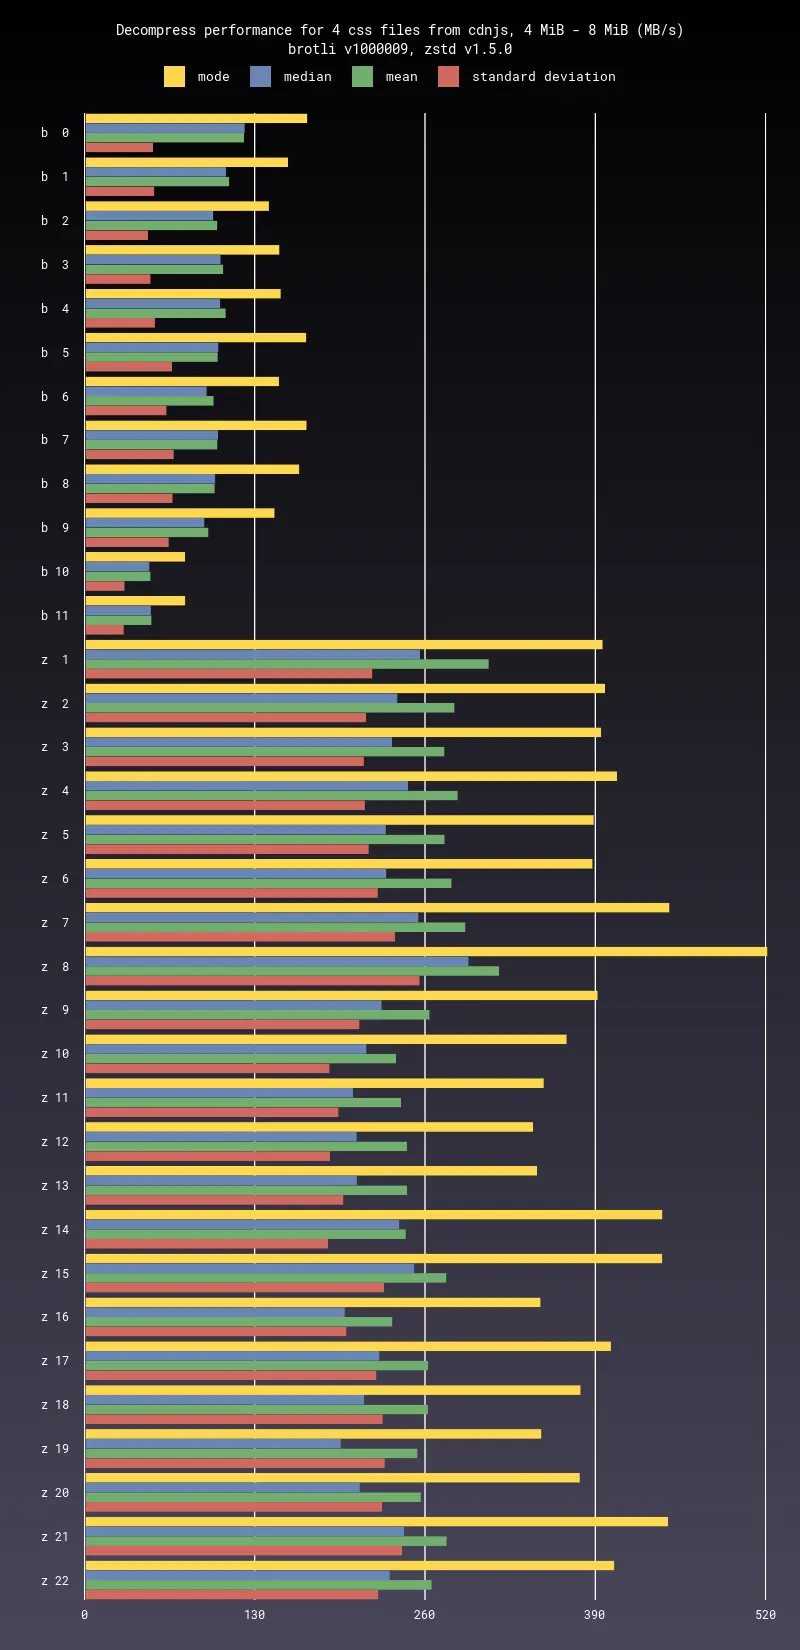 Decompress performance for 4 css files from cdnjs, 4 MiB - 8 MiB (MB/s)
brotli v1000009, zstd v1.5.0
mode median mean standard deviation
b 0
b 1
b 2
b 3
b 4
b 5
b 6
b 7
b 8
b 9
b 10
b 11
z 1
z 2
z 3
z 4
z 5
z 6
z 7
z 8
z 9
z 10
z 11
z 12
z 13
z 14
z 15
z 16
z 17
z 18
z 19
z 20
z 21
z 22
0 130 260 390 520